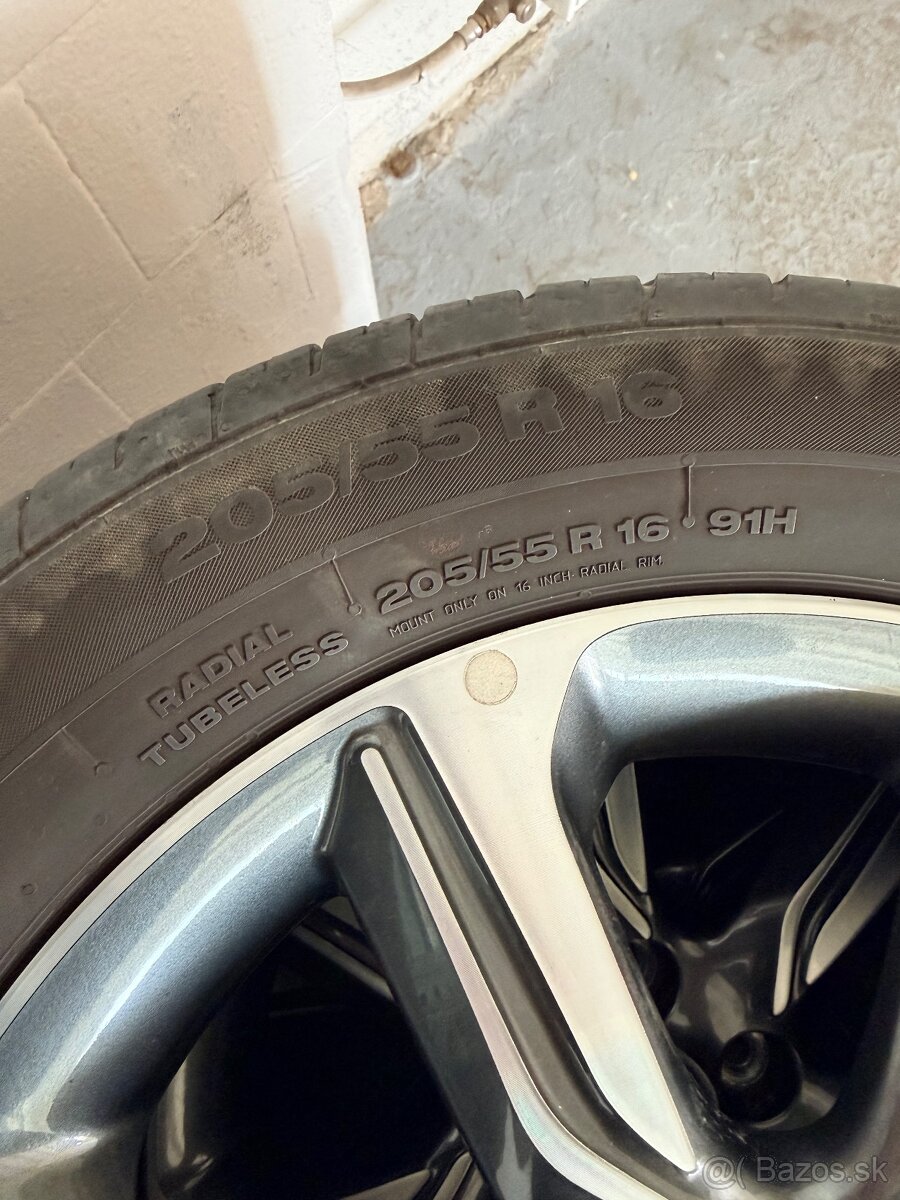 205/55 R 16
205/55 R 16 91H
MOUNT ONLY ON 16 INCH RADIAL RIM
RADIAL
TUBELESS
@( Bazos.sk